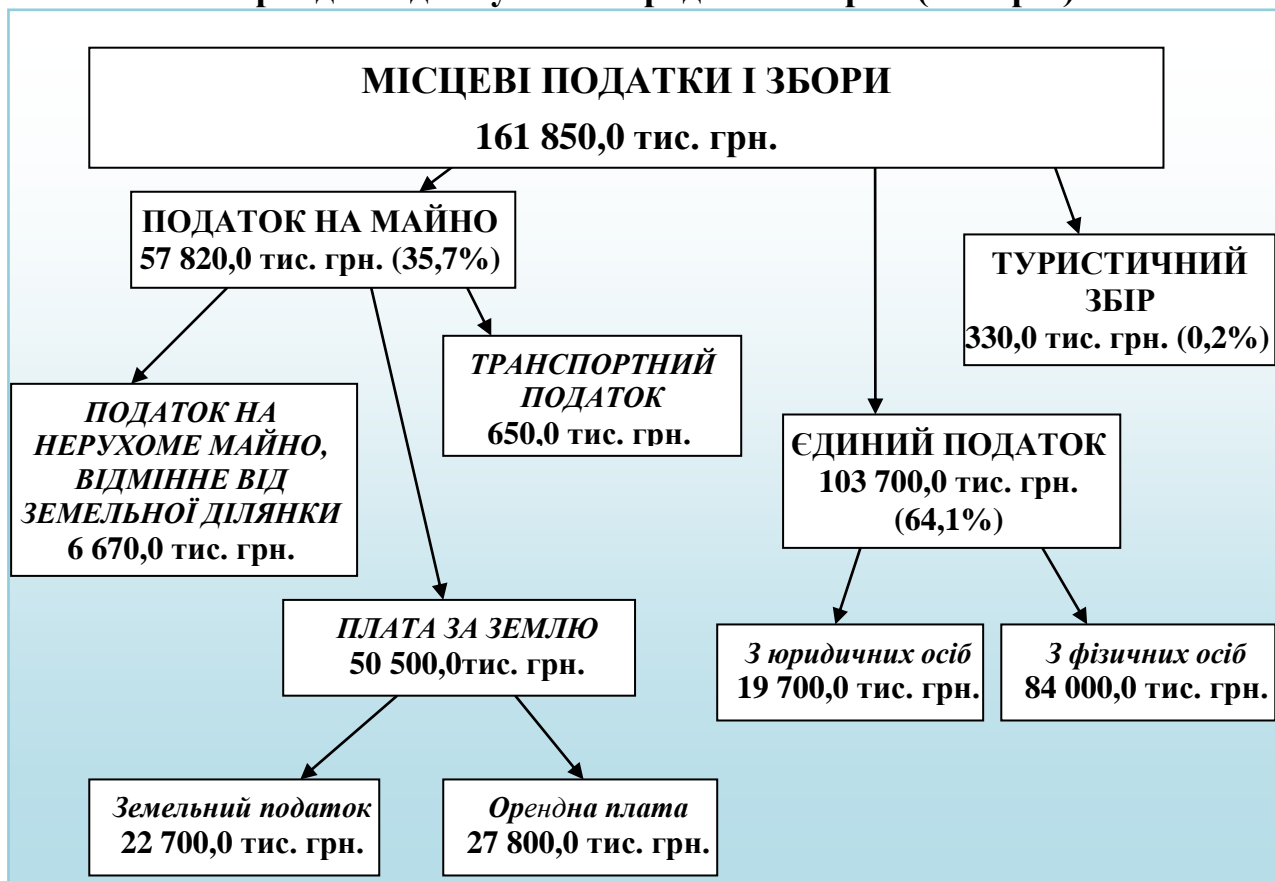 МІСЦЕВІ ПОДАТКИ І ЗБОРИ
161 850,0 тис. грн.
ПОДАТОК НА МАЙНО
57 820,0 тис. грн. (35,7%)
ТУРИСТИЧНИЙ
ЗБІР
330,0 тис. грн. (0,2%)
ТРАНСПОРТНИЙ
ПОДАТОК
650,0 тис. грн.
ПОДАТОК НА
НЕРУХОМЕ МАЙНО,
ВІДМІННЕ ВІД
ЗЕМЕЛЬНОЇ ДІЛЯНКИ
6 670,0 тис. грн.
ЄДИНИЙ ПОДАТОК
103 700,0 тис. грн.
(64,1%)
ПЛАТА ЗА ЗЕМЛЮ
50 500,0тис. грн.
З юридичних осіб
19 700,0 тис. грн.
З фізичних осіб
84 000,0 тис. грн.
Земельний податок
22 700,0 тис. грн.
Орендна плата
27 800,0 тис. грн.